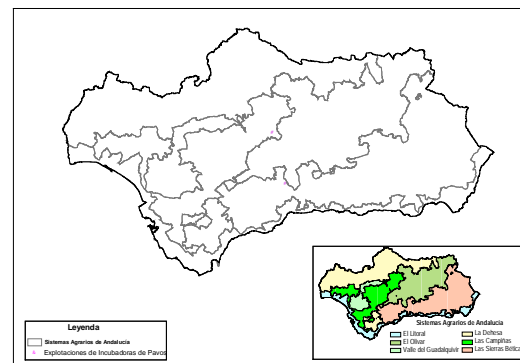 Leyenda
Sistemas Agrarios de Andalucía
Explotaciones de Incubadoras de Pavos
Sistemas Agrarios de Andalucía
El Litoral
La Dehesa
El Olivar
Las Campiñas
Valle del Guadalquivir
Las Sierras Bética